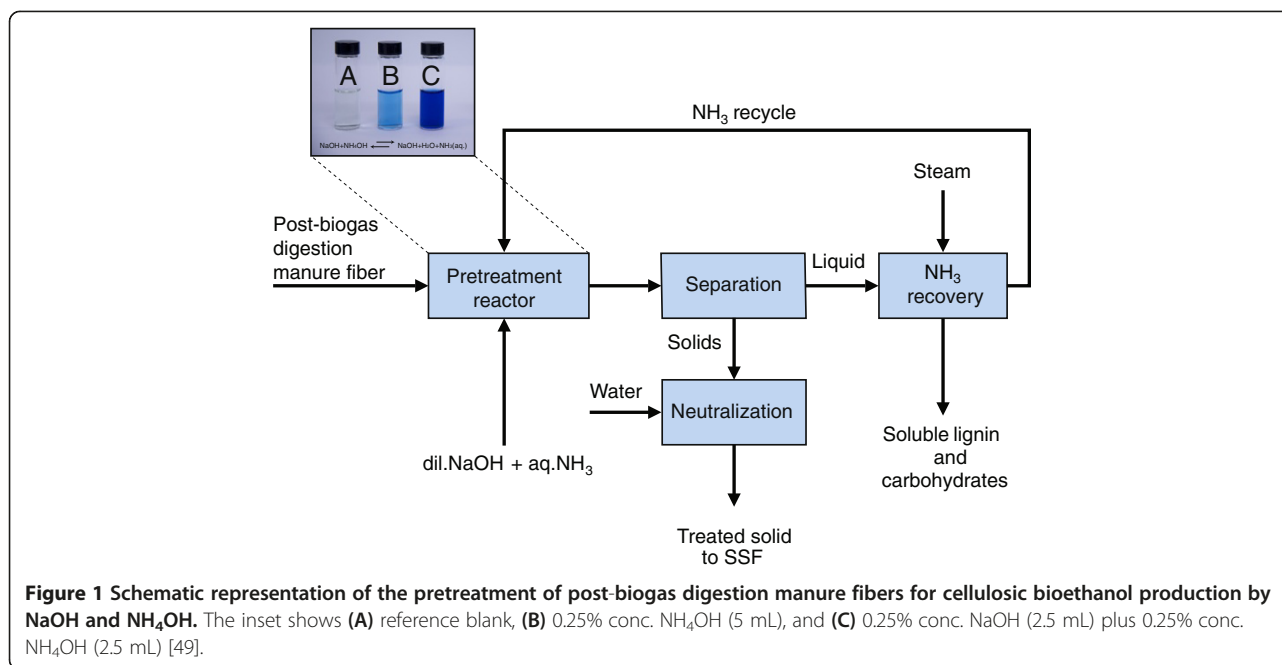 A B C
NaOH+NH₄OH ⇌ NaOH+H₂O+NH₃(aq.)
NH₃ recycle
Steam
Post-biogas
digestion
manure fiber
Pretreatment
reactor
Separation
Liquid
NH₃
recovery
Solids
Water
Neutralization
dil.NaOH + aq.NH₃
Soluble lignin
and
carbohydrates
Treated solid
to SSF
Figure 1 Schematic representation of the pretreatment of post-biogas digestion manure fibers for cellulosic bioethanol production by
NaOH and NH₄OH. The inset shows (A) reference blank, (B) 0.25% conc. NH₄OH (5 mL), and (C) 0.25% conc. NaOH (2.5 mL) plus 0.25% conc.
NH₄OH (2.5 mL) [49].